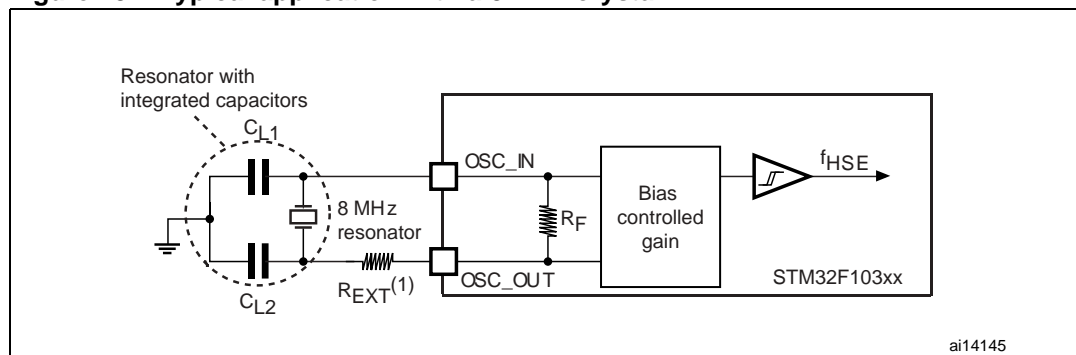 Resonator with
integrated capacitors
CL1
OSC_IN
fHSE
8 MHz
resonator
RF
Bias
controlled
gain
REXT(1)
OSC_OUT
STM32F103xx
CL2
ai14145